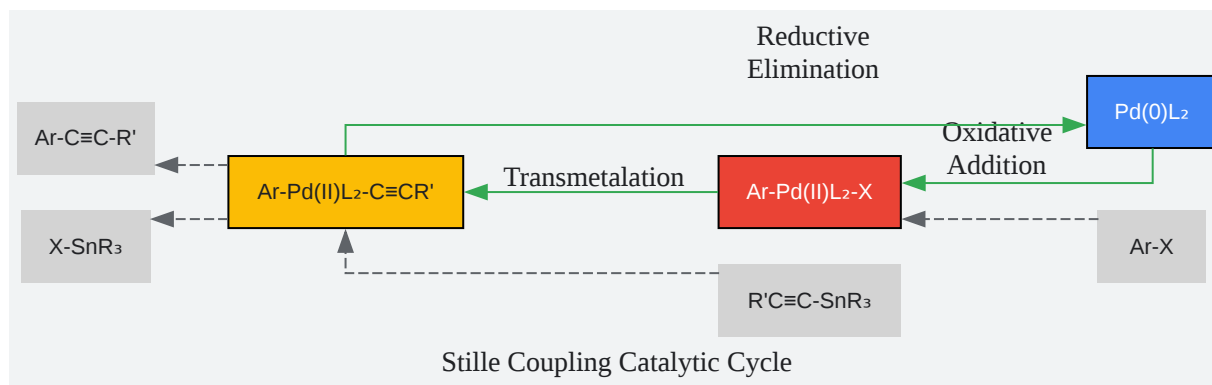 Reductive
Elimination
Pd(0)L₂
Ar-C≡C-R'
Oxidative
Addition
Ar-Pd(II)L₂-C≡CR'
Transmetalation
Ar-Pd(II)L₂-X
X-SnR₃
Ar-X
R'C≡C-SnR₃
Stille Coupling Catalytic Cycle